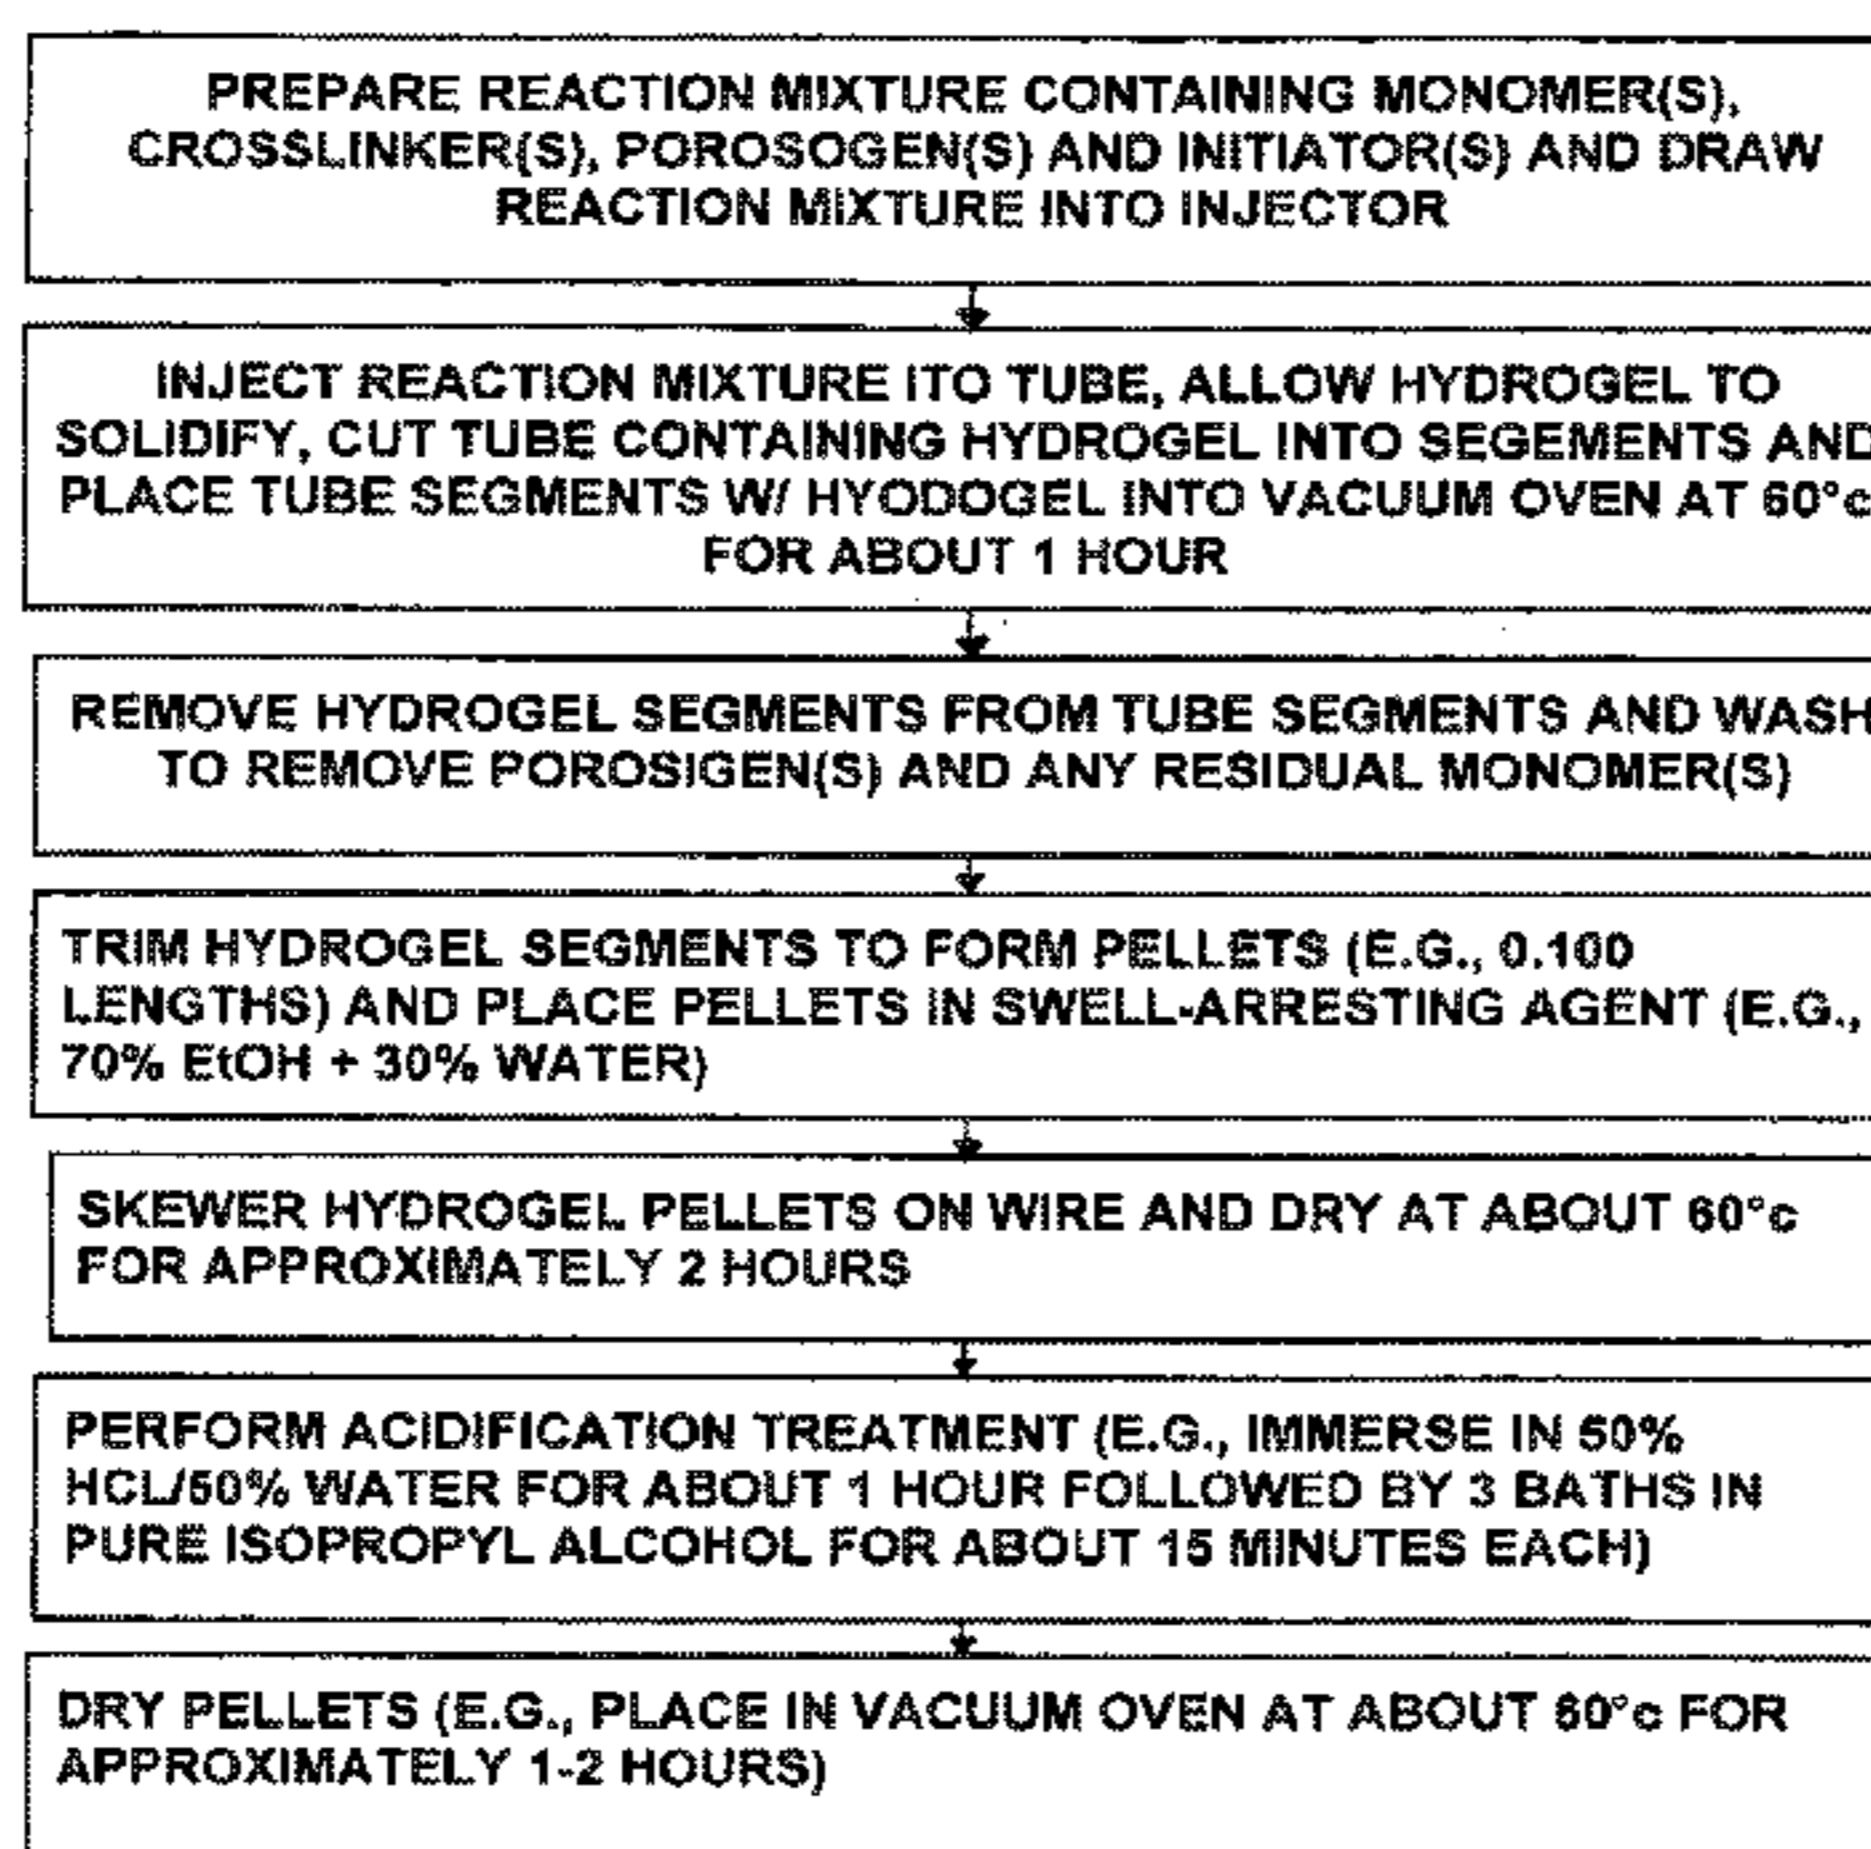 PREPARE REACTION MIXTURE CONTAINING MONOMER(S),
CROSSLINKER(S), POROSOGEN(S) AND INITIATOR(S) AND DRAW
REACTION MIXTURE INTO INJECTOR
INJECT REACTION MIXTURE ITO TUBE, ALLOW HYDROGEL TO
SOLIDIFY, CUT TUBE CONTAINING HYDROGEL INTO SEGEMENTS AND
PLACE TUBE SEGMENTS W/ HYODOGEL INTO VACUUM OVEN AT 60°c
FOR ABOUT 1 HOUR
REMOVE HYDROGEL SEGMENTS FROM TUBE SEGMENTS AND WASH
TO REMOVE POROSIGEN(S) AND ANY RESIDUAL MONOMER(S)
TRIM HYDROGEL SEGMENTS TO FORM PELLETS (E.G., 0.100
LENGTHS) AND PLACE PELLETS IN SWELL-ARRESTING AGENT (E.G.,
70% EtOH + 30% WATER)
SKEWER HYDROGEL PELLETS ON WIRE AND DRY AT ABOUT 60°c
FOR APPROXIMATELY 2 HOURS
PERFORM ACIDIFICATION TREATMENT (E.G., IMMERSE IN 50%
HCL/50% WATER FOR ABOUT 1 HOUR FOLLOWED BY 3 BATHS IN
PURE ISOPROPYL ALCOHOL FOR ABOUT 15 MINUTES EACH)
DRY PELLETS (E.G., PLACE IN VACUUM OVEN AT ABOUT 60°c FOR
APPROXIMATELY 1-2 HOURS)